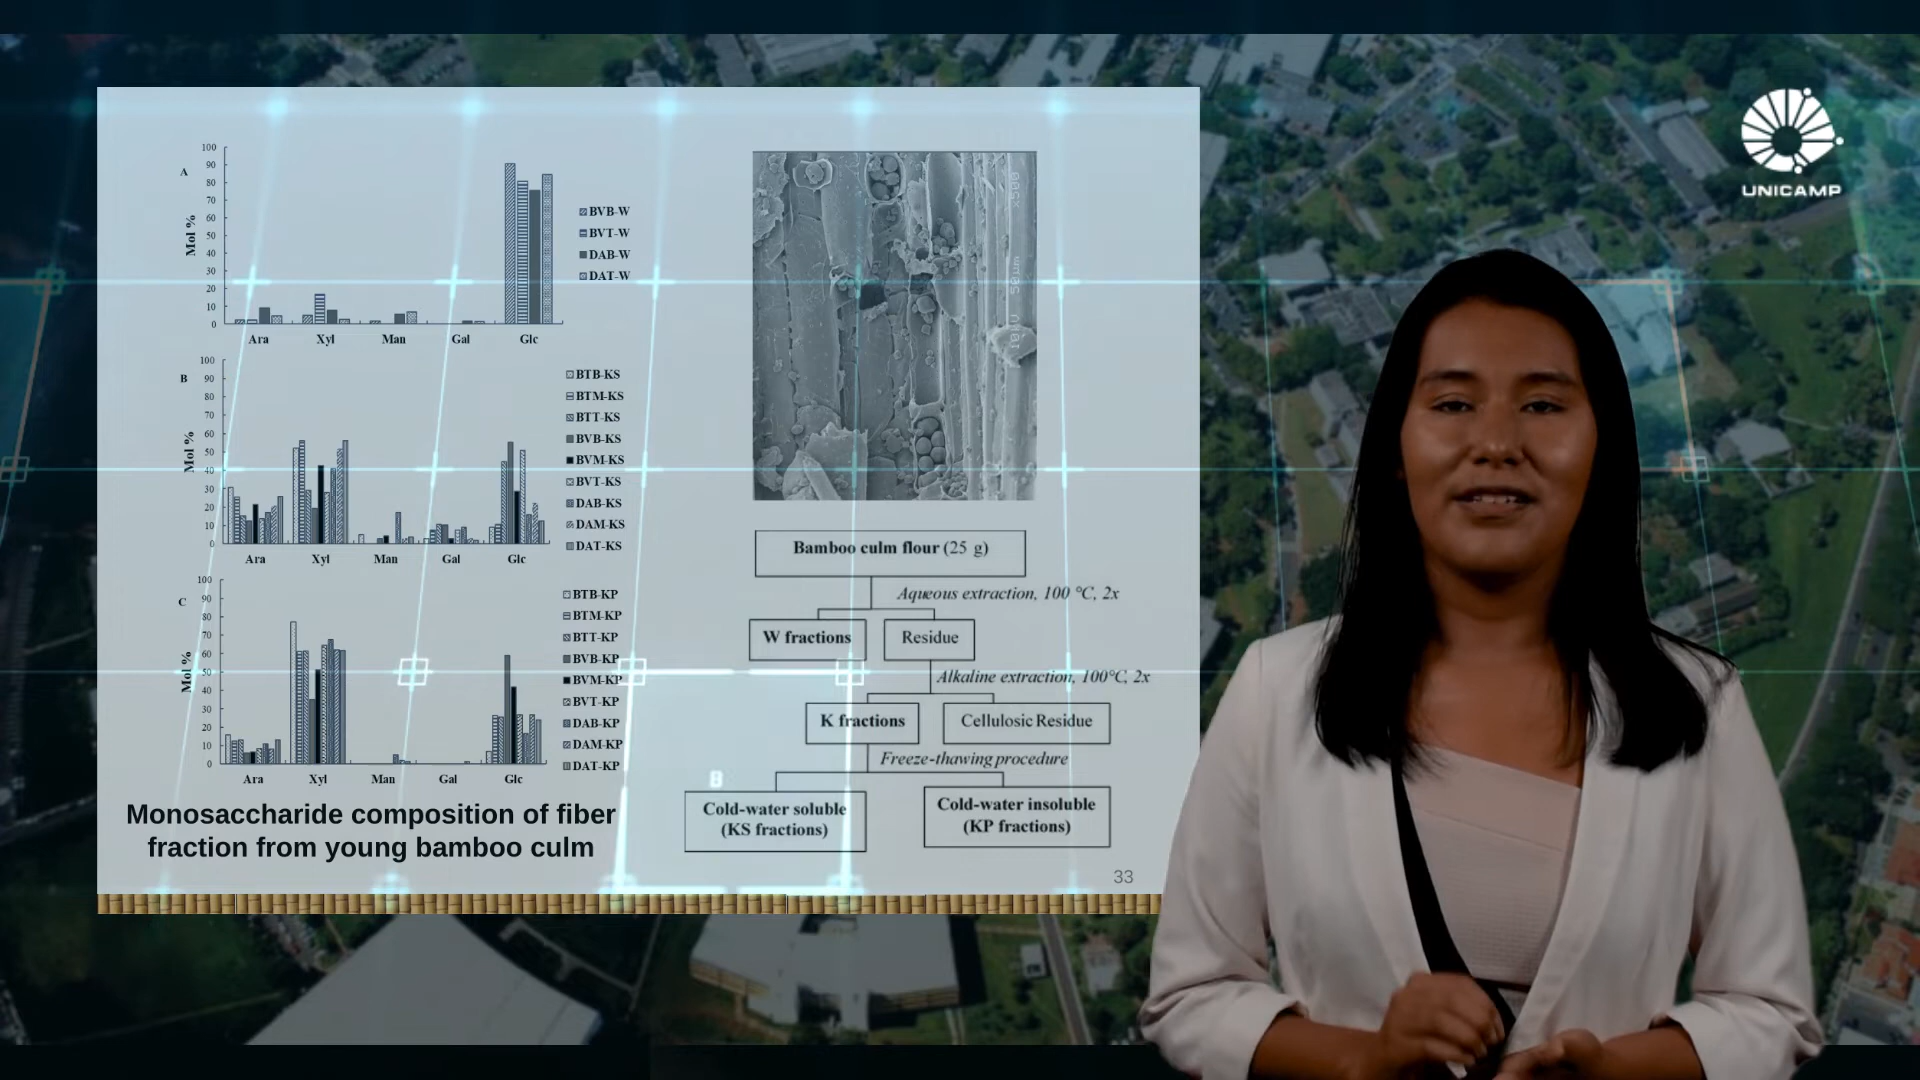 UNICAMP
A
Mol %
100
90
80
70
60
50
40
30
20
10
0
Ara Xyl Man Gal Glc
BVB-W
BVT-W
DAB-W
DAT-W
B
Mol %
100
90
80
70
60
50
40
30
20
10
0
Ara Xyl Man Gal Glc
BTB-KS
BTM-KS
BTT-KS
BVB-KS
BVM-KS
BVT-KS
DAB-KS
DAM-KS
DAT-KS
C
Mol %
100
90
80
70
60
50
40
30
20
10
0
Ara Xyl Man Gal Glc
BTB-KP
BTM-KP
BTT-KP
BVB-KP
BVM-KP
BVT-KP
DAB-KP
DAM-KP
DAT-KP
Monosaccharide composition of fiber
fraction from young bamboo culm
x500
50µm
10kV
Bamboo culm flour (25 g)
Aqueous extraction, 100 °C, 2x
W fractions
Residue
Alkaline extraction, 100°C, 2x
K fractions
Cellulosic Residue
Freeze-thawing procedure
Cold-water soluble
(KS fractions)
Cold-water insoluble
(KP fractions)
33